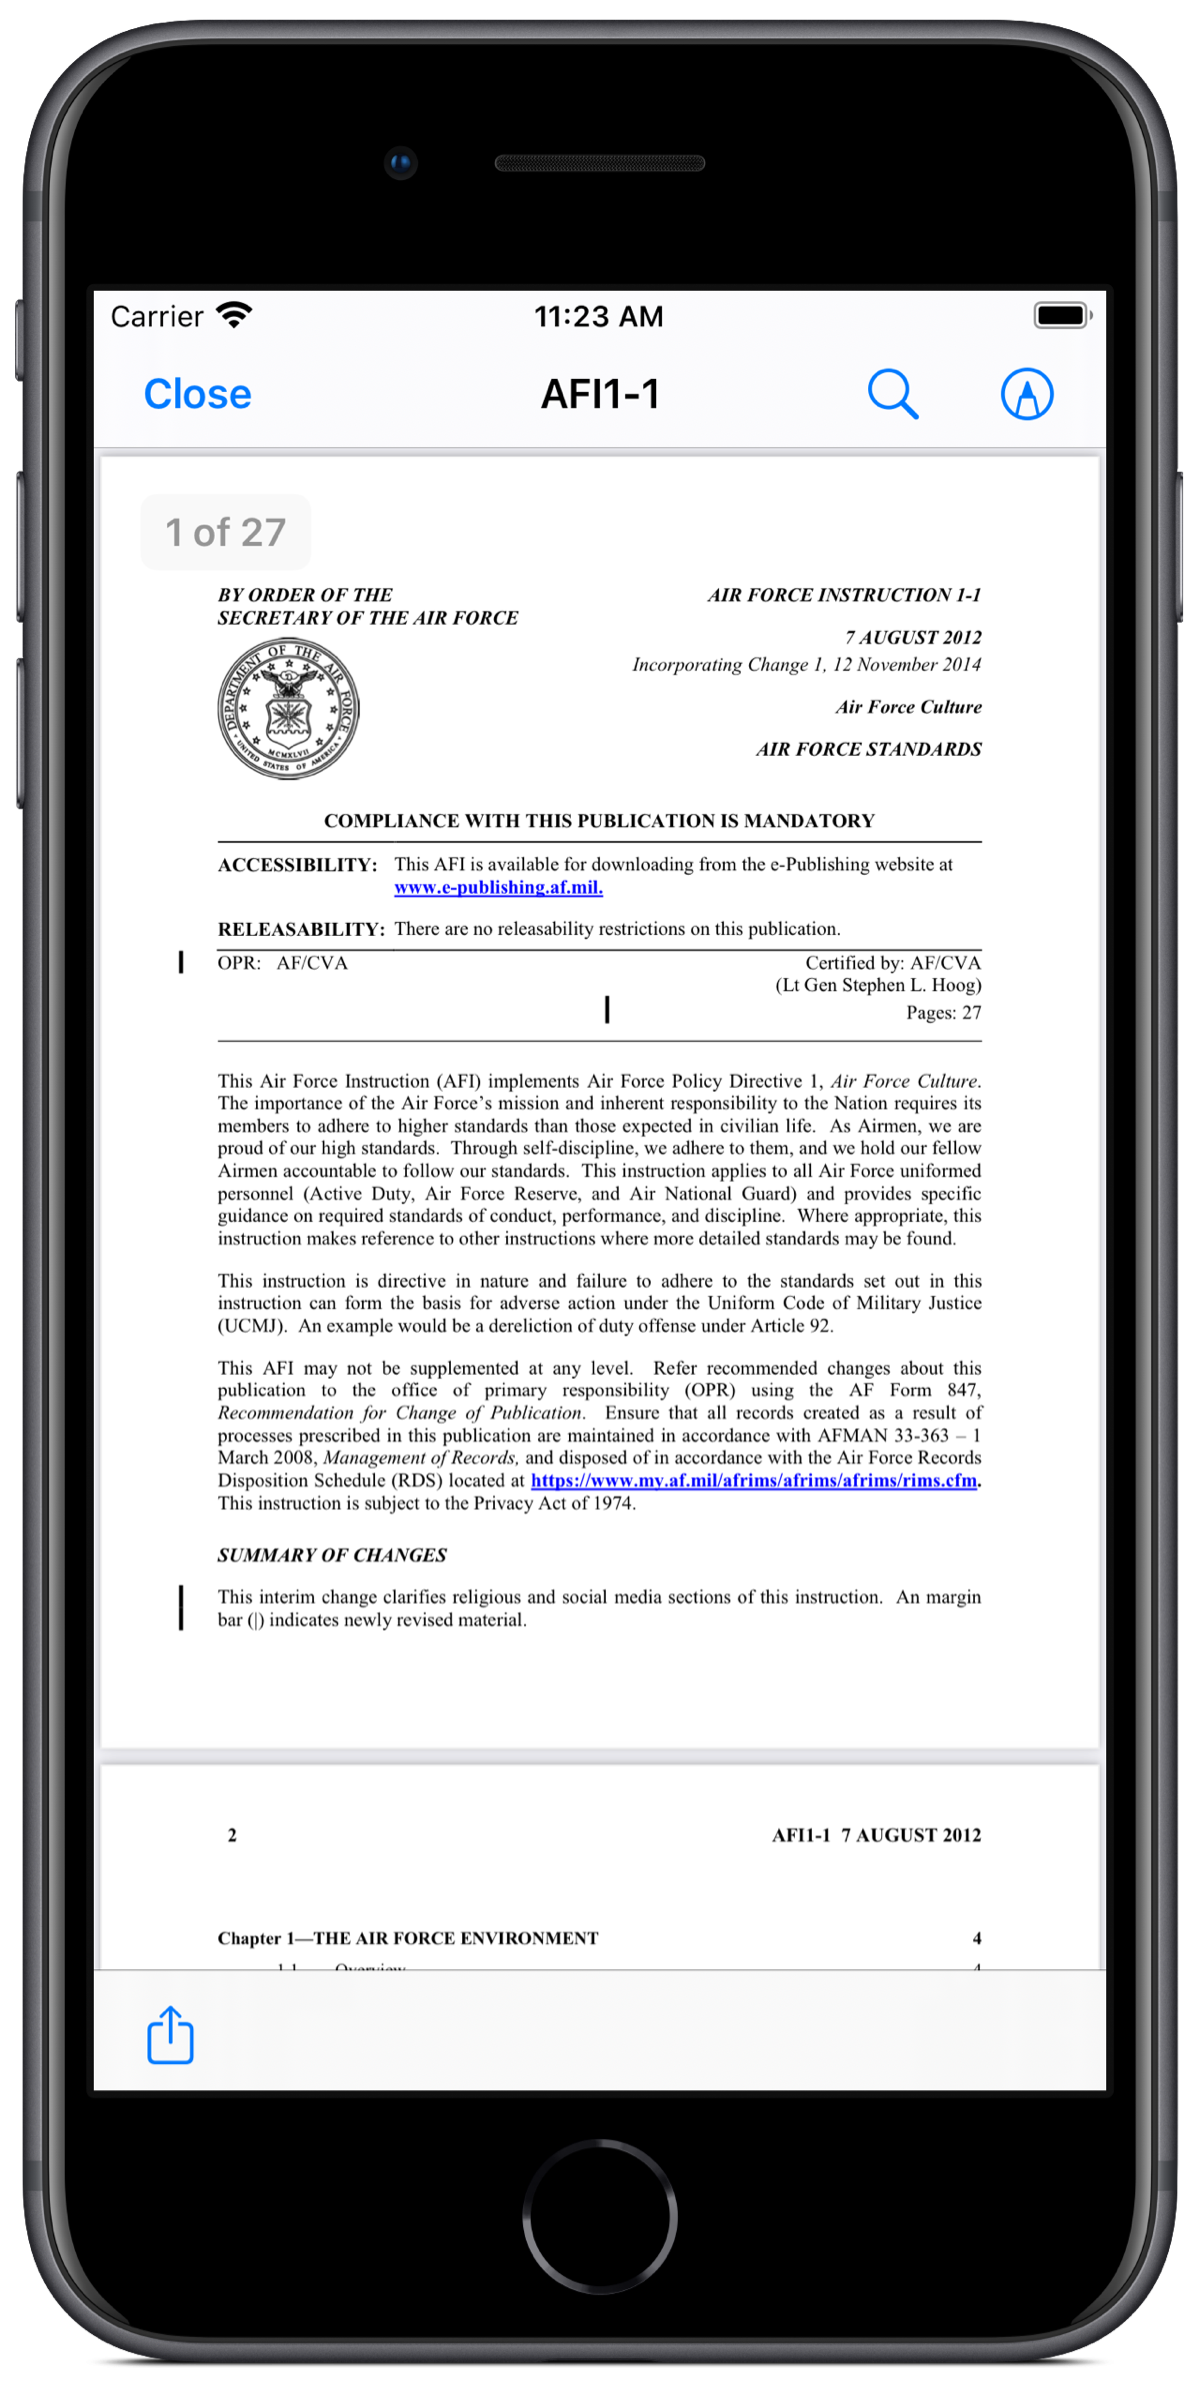 Carrier 11:23 AM
Close AFI1-1
1 of 27
BY ORDER OF THE
SECRETARY OF THE AIR FORCE
AIR FORCE INSTRUCTION 1-1
7 AUGUST 2012
Incorporating Change 1, 12 November 2014
Air Force Culture
AIR FORCE STANDARDS
DEPARTMENT OF THE AIR FORCE
MCMXLVII
UNITED STATES OF AMERICA
COMPLIANCE WITH THIS PUBLICATION IS MANDATORY
ACCESSIBILITY: This AFI is available for downloading from the e-Publishing website at
www.e-publishing.af.mil.
RELEASABILITY: There are no releasability restrictions on this publication.
OPR: AF/CVA Certified by: AF/CVA
(Lt Gen Stephen L. Hoog)
Pages: 27
This Air Force Instruction (AFI) implements Air Force Policy Directive 1, Air Force Culture.
The importance of the Air Force’s mission and inherent responsibility to the Nation requires its
members to adhere to higher standards than those expected in civilian life. As Airmen, we are
proud of our high standards. Through self-discipline, we adhere to them, and we hold our fellow
Airmen accountable to follow our standards. This instruction applies to all Air Force uniformed
personnel (Active Duty, Air Force Reserve, and Air National Guard) and provides specific
guidance on required standards of conduct, performance, and discipline. Where appropriate, this
instruction makes reference to other instructions where more detailed standards may be found.
This instruction is directive in nature and failure to adhere to the standards set out in this
instruction can form the basis for adverse action under the Uniform Code of Military Justice
(UCMJ). An example would be a dereliction of duty offense under Article 92.
This AFI may not be supplemented at any level. Refer recommended changes about this
publication to the office of primary responsibility (OPR) using the AF Form 847,
Recommendation for Change of Publication. Ensure that all records created as a result of
processes prescribed in this publication are maintained in accordance with AFMAN 33-363 – 1
March 2008, Management of Records, and disposed of in accordance with the Air Force Records
Disposition Schedule (RDS) located at https://www.my.af.mil/afrims/afrims/afrims/rims.cfm.
This instruction is subject to the Privacy Act of 1974.
SUMMARY OF CHANGES
This interim change clarifies religious and social media sections of this instruction. An margin
bar (|) indicates newly revised material.
2 AFI1-1 7 AUGUST 2012
Chapter 1—THE AIR FORCE ENVIRONMENT 4